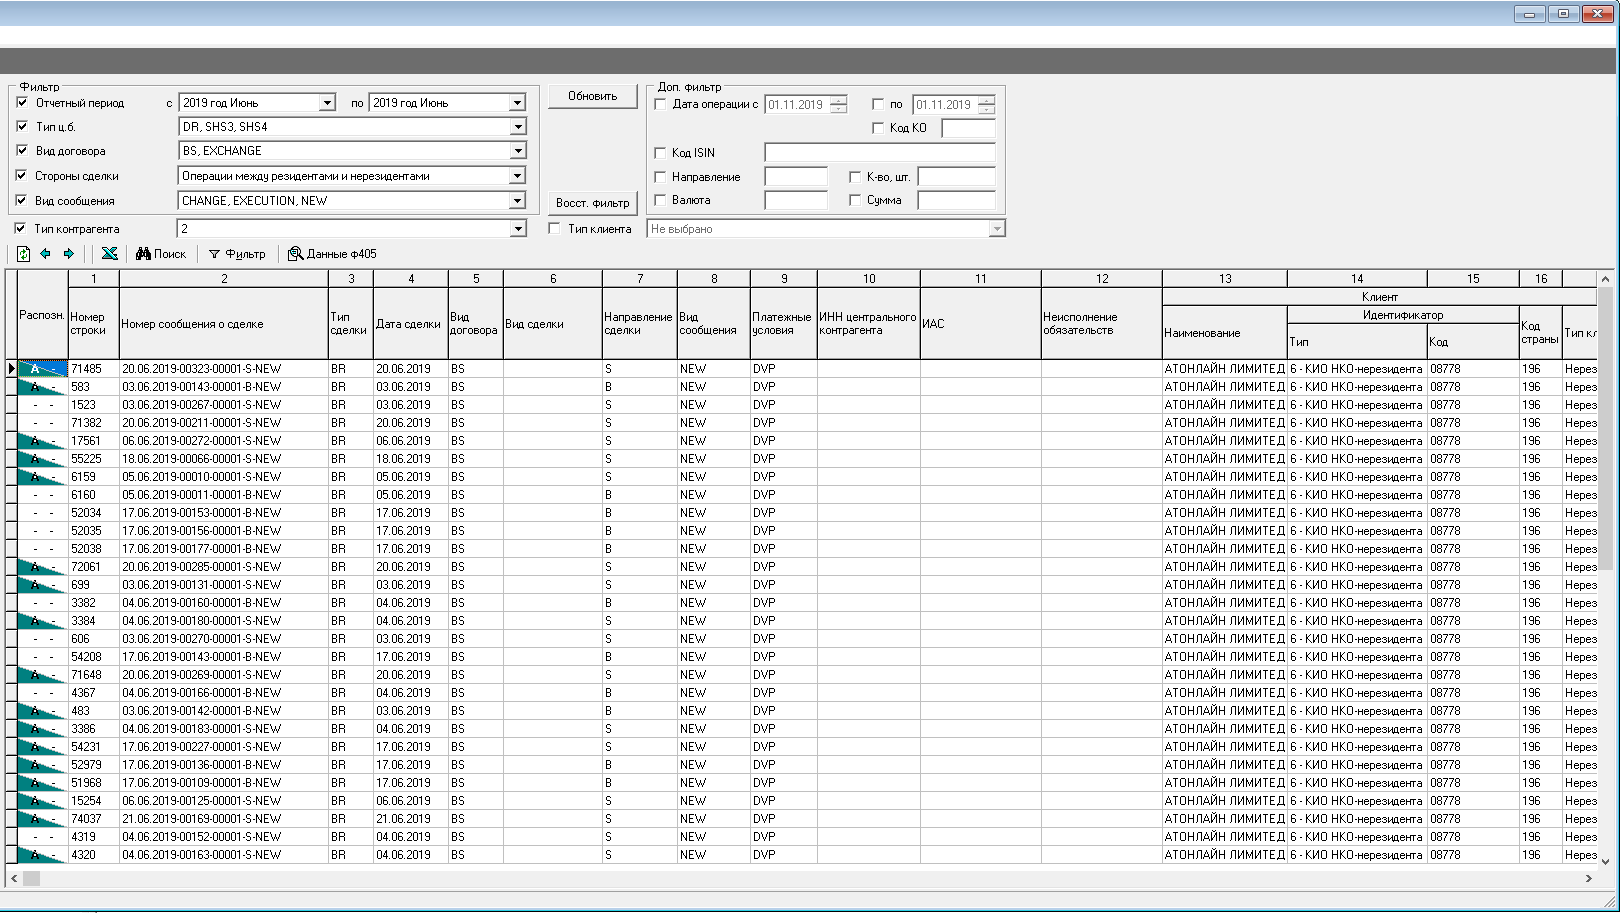 Фильтр
Отчетный период с 2019 год Июнь по 2019 год Июнь
Тип ц.б. DR, SHS3, SHS4
Вид договора BS, EXCHANGE
Стороны сделки Операции между резидентами и нерезидентами
Вид сообщения CHANGE, EXECUTION, NEW
Тип контрагента 2
Обновить
Восст. фильтр
Доп. фильтр
Дата операции с 01.11.2019 по 01.11.2019
Код КО
Код ISIN
Направление К-во, шт.
Валюта Сумма
Тип клиента Не выбрано
Поиск Фильтр Данные ф405
1 2 3 4 5 6 7 8 9 10 11 12 13 14 15 16
Распозн. Номер строки Номер сообщения о сделке Тип сделки Дата сделки Вид договора Вид сделки Направление сделки Вид сообщения Платежные условия ИНН центрального контрагента ИАС Неисполнение обязательств Клиент Наименование Идентификатор Тип Код Код страны Тип кл
А - 71485 20.06.2019-00323-00001-S-NEW BR 20.06.2019 BS S NEW DVP АТОНЛАЙН ЛИМИТЕД 6 - КИО НКО-нерезидента 08778 196 Нерез
А - 583 03.06.2019-00143-00001-B-NEW BR 03.06.2019 BS B NEW DVP АТОНЛАЙН ЛИМИТЕД 6 - КИО НКО-нерезидента 08778 196 Нерез
- - 1523 03.06.2019-00267-00001-S-NEW BR 03.06.2019 BS S NEW DVP АТОНЛАЙН ЛИМИТЕД 6 - КИО НКО-нерезидента 08778 196 Нерез
- - 71382 20.06.2019-00211-00001-S-NEW BR 20.06.2019 BS S NEW DVP АТОНЛАЙН ЛИМИТЕД 6 - КИО НКО-нерезидента 08778 196 Нерез
А - 17561 06.06.2019-00272-00001-S-NEW BR 06.06.2019 BS S NEW DVP АТОНЛАЙН ЛИМИТЕД 6 - КИО НКО-нерезидента 08778 196 Нерез
А - 55225 18.06.2019-00066-00001-S-NEW BR 18.06.2019 BS S NEW DVP АТОНЛАЙН ЛИМИТЕД 6 - КИО НКО-нерезидента 08778 196 Нерез
А - 6159 05.06.2019-00010-00001-S-NEW BR 05.06.2019 BS S NEW DVP АТОНЛАЙН ЛИМИТЕД 6 - КИО НКО-нерезидента 08778 196 Нерез
- - 6160 05.06.2019-00011-00001-B-NEW BR 05.06.2019 BS B NEW DVP АТОНЛАЙН ЛИМИТЕД 6 - КИО НКО-нерезидента 08778 196 Нерез
- - 52034 17.06.2019-00153-00001-B-NEW BR 17.06.2019 BS B NEW DVP АТОНЛАЙН ЛИМИТЕД 6 - КИО НКО-нерезидента 08778 196 Нерез
- - 52035 17.06.2019-00156-00001-B-NEW BR 17.06.2019 BS B NEW DVP АТОНЛАЙН ЛИМИТЕД 6 - КИО НКО-нерезидента 08778 196 Нерез
- - 52038 17.06.2019-00177-00001-B-NEW BR 17.06.2019 BS B NEW DVP АТОНЛАЙН ЛИМИТЕД 6 - КИО НКО-нерезидента 08778 196 Нерез
А - 72061 20.06.2019-00285-00001-S-NEW BR 20.06.2019 BS S NEW DVP АТОНЛАЙН ЛИМИТЕД 6 - КИО НКО-нерезидента 08778 196 Нерез
А - 699 03.06.2019-00131-00001-S-NEW BR 03.06.2019 BS S NEW DVP АТОНЛАЙН ЛИМИТЕД 6 - КИО НКО-нерезидента 08778 196 Нерез
- - 3382 04.06.2019-00160-00001-B-NEW BR 04.06.2019 BS B NEW DVP АТОНЛАЙН ЛИМИТЕД 6 - КИО НКО-нерезидента 08778 196 Нерез
А - 3384 04.06.2019-00180-00001-S-NEW BR 04.06.2019 BS S NEW DVP АТОНЛАЙН ЛИМИТЕД 6 - КИО НКО-нерезидента 08778 196 Нерез
- - 606 03.06.2019-00270-00001-S-NEW BR 03.06.2019 BS S NEW DVP АТОНЛАЙН ЛИМИТЕД 6 - КИО НКО-нерезидента 08778 196 Нерез
- - 54208 17.06.2019-00143-00001-B-NEW BR 17.06.2019 BS B NEW DVP АТОНЛАЙН ЛИМИТЕД 6 - КИО НКО-нерезидента 08778 196 Нерез
А - 71648 20.06.2019-00269-00001-S-NEW BR 20.06.2019 BS S NEW DVP АТОНЛАЙН ЛИМИТЕД 6 - КИО НКО-нерезидента 08778 196 Нерез
- - 4367 04.06.2019-00166-00001-B-NEW BR 04.06.2019 BS B NEW DVP АТОНЛАЙН ЛИМИТЕД 6 - КИО НКО-нерезидента 08778 196 Нерез
А - 483 03.06.2019-00142-00001-B-NEW BR 03.06.2019 BS B NEW DVP АТОНЛАЙН ЛИМИТЕД 6 - КИО НКО-нерезидента 08778 196 Нерез
А - 3386 04.06.2019-00183-00001-S-NEW BR 04.06.2019 BS S NEW DVP АТОНЛАЙН ЛИМИТЕД 6 - КИО НКО-нерезидента 08778 196 Нерез
А - 54231 17.06.2019-00227-00001-S-NEW BR 17.06.2019 BS S NEW DVP АТОНЛАЙН ЛИМИТЕД 6 - КИО НКО-нерезидента 08778 196 Нерез
А - 52979 17.06.2019-00136-00001-B-NEW BR 17.06.2019 BS B NEW DVP АТОНЛАЙН ЛИМИТЕД 6 - КИО НКО-нерезидента 08778 196 Нерез
А - 51968 17.06.2019-00109-00001-B-NEW BR 17.06.2019 BS B NEW DVP АТОНЛАЙН ЛИМИТЕД 6 - КИО НКО-нерезидента 08778 196 Нерез
А - 15254 06.06.2019-00125-00001-S-NEW BR 06.06.2019 BS S NEW DVP АТОНЛАЙН ЛИМИТЕД 6 - КИО НКО-нерезидента 08778 196 Нерез
А - 74037 21.06.2019-00169-00001-S-NEW BR 21.06.2019 BS S NEW DVP АТОНЛАЙН ЛИМИТЕД 6 - КИО НКО-нерезидента 08778 196 Нерез
- - 4319 04.06.2019-00152-00001-S-NEW BR 04.06.2019 BS S NEW DVP АТОНЛАЙН ЛИМИТЕД 6 - КИО НКО-нерезидента 08778 196 Нерез
А - 4320 04.06.2019-00163-00001-S-NEW BR 04.06.2019 BS S NEW DVP АТОНЛАЙН ЛИМИТЕД 6 - КИО НКО-нерезидента 08778 196 Нерез